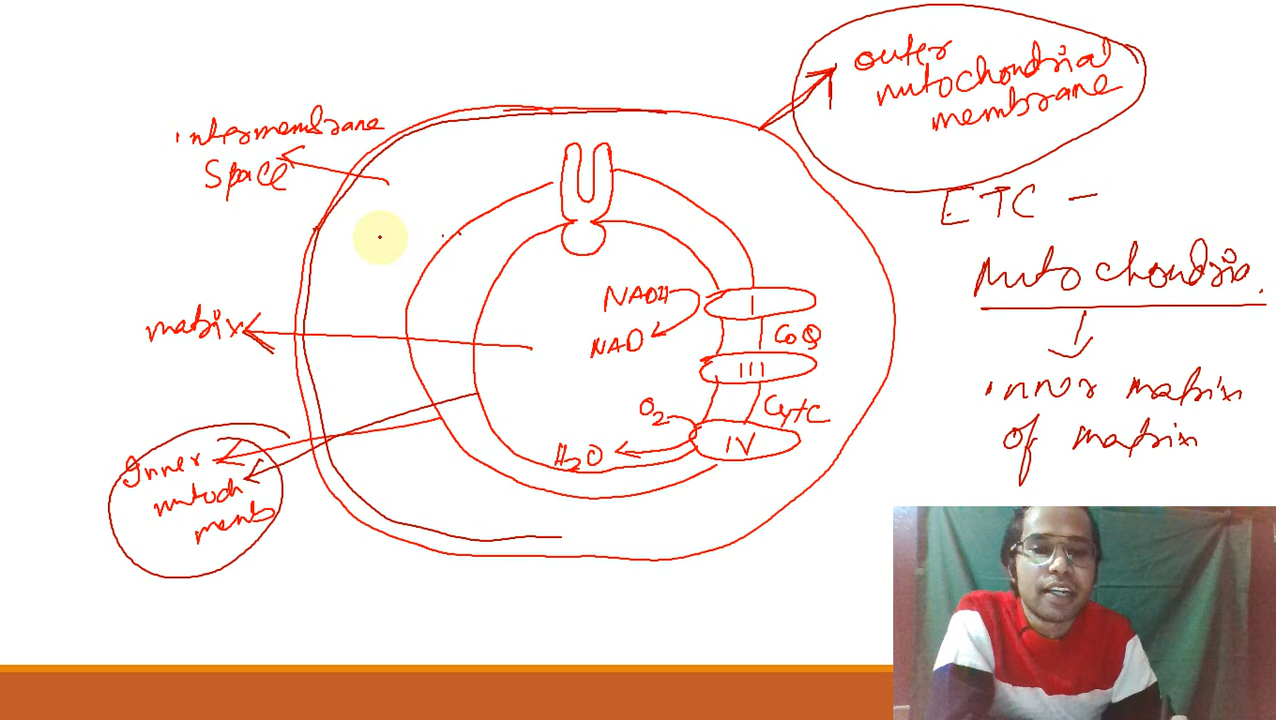 outer
mitochondrial
membrane
intermembrane
space
ETC -
Mitochondria.
inner matrix
of matrix
matrix
NADH
NAD
I
CoQ
III
O2
Cyt C
IV
H2O
Inner
mitoch
memb